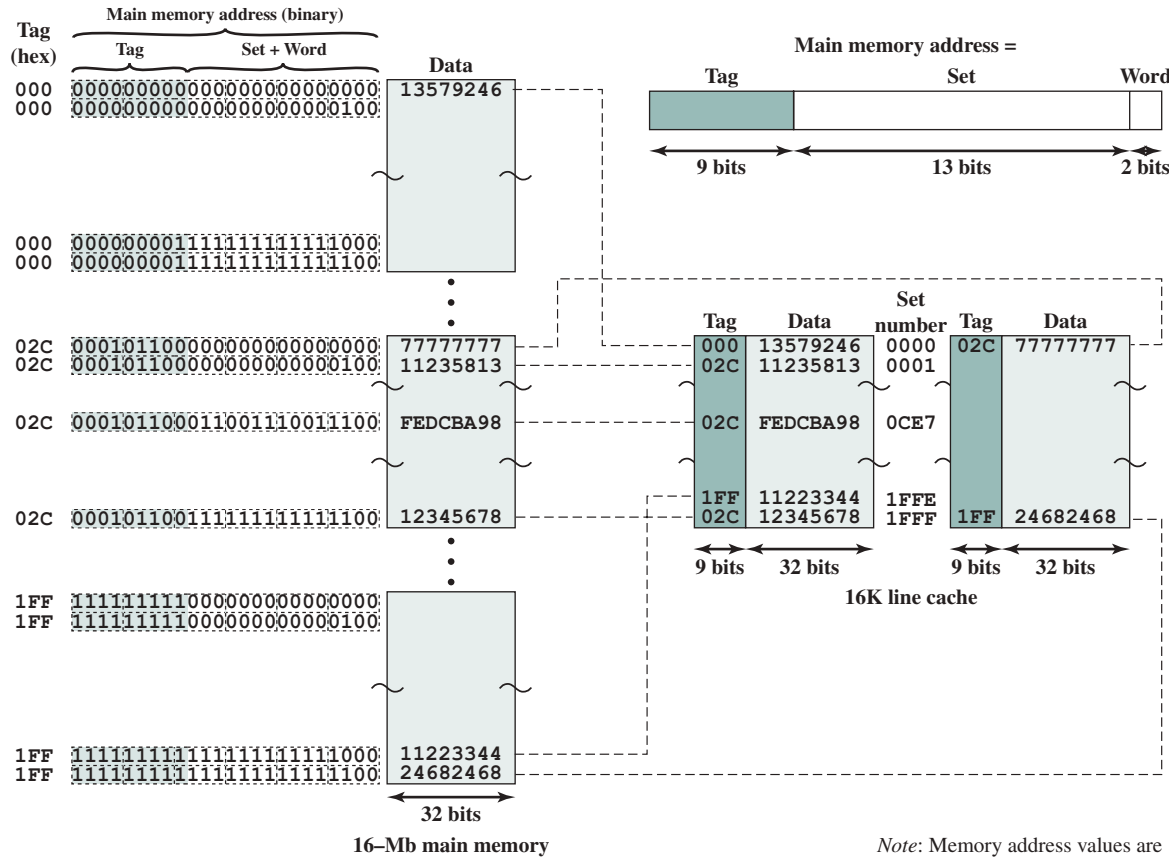 Tag
(hex)
Main memory address (binary)
Tag Set + Word
Data
000 000000000000000000000000 13579246
000 000000000000000000000100
000 000000001111111111111000
000 000000001111111111111100
02C 000101100000000000000000 77777777
02C 000101100000000000000100 11235813
02C 000101100011001110011100 FEDCBA98
02C 000101100111111111111100 12345678
1FF 111111111000000000000000
1FF 111111111000000000000100
1FF 111111111111111111111000 11223344
1FF 111111111111111111111100 24682468
32 bits
16–Mb main memory
Main memory address =
Tag Set Word
9 bits 13 bits 2 bits
Tag Data Set number Tag Data
000 13579246 0000 02C 77777777
02C 11235813 0001
02C FEDCBA98 0CE7
1FF 11223344 1FFE
02C 12345678 1FFF 1FF 24682468
9 bits 32 bits 9 bits 32 bits
16K line cache
Note: Memory address values are